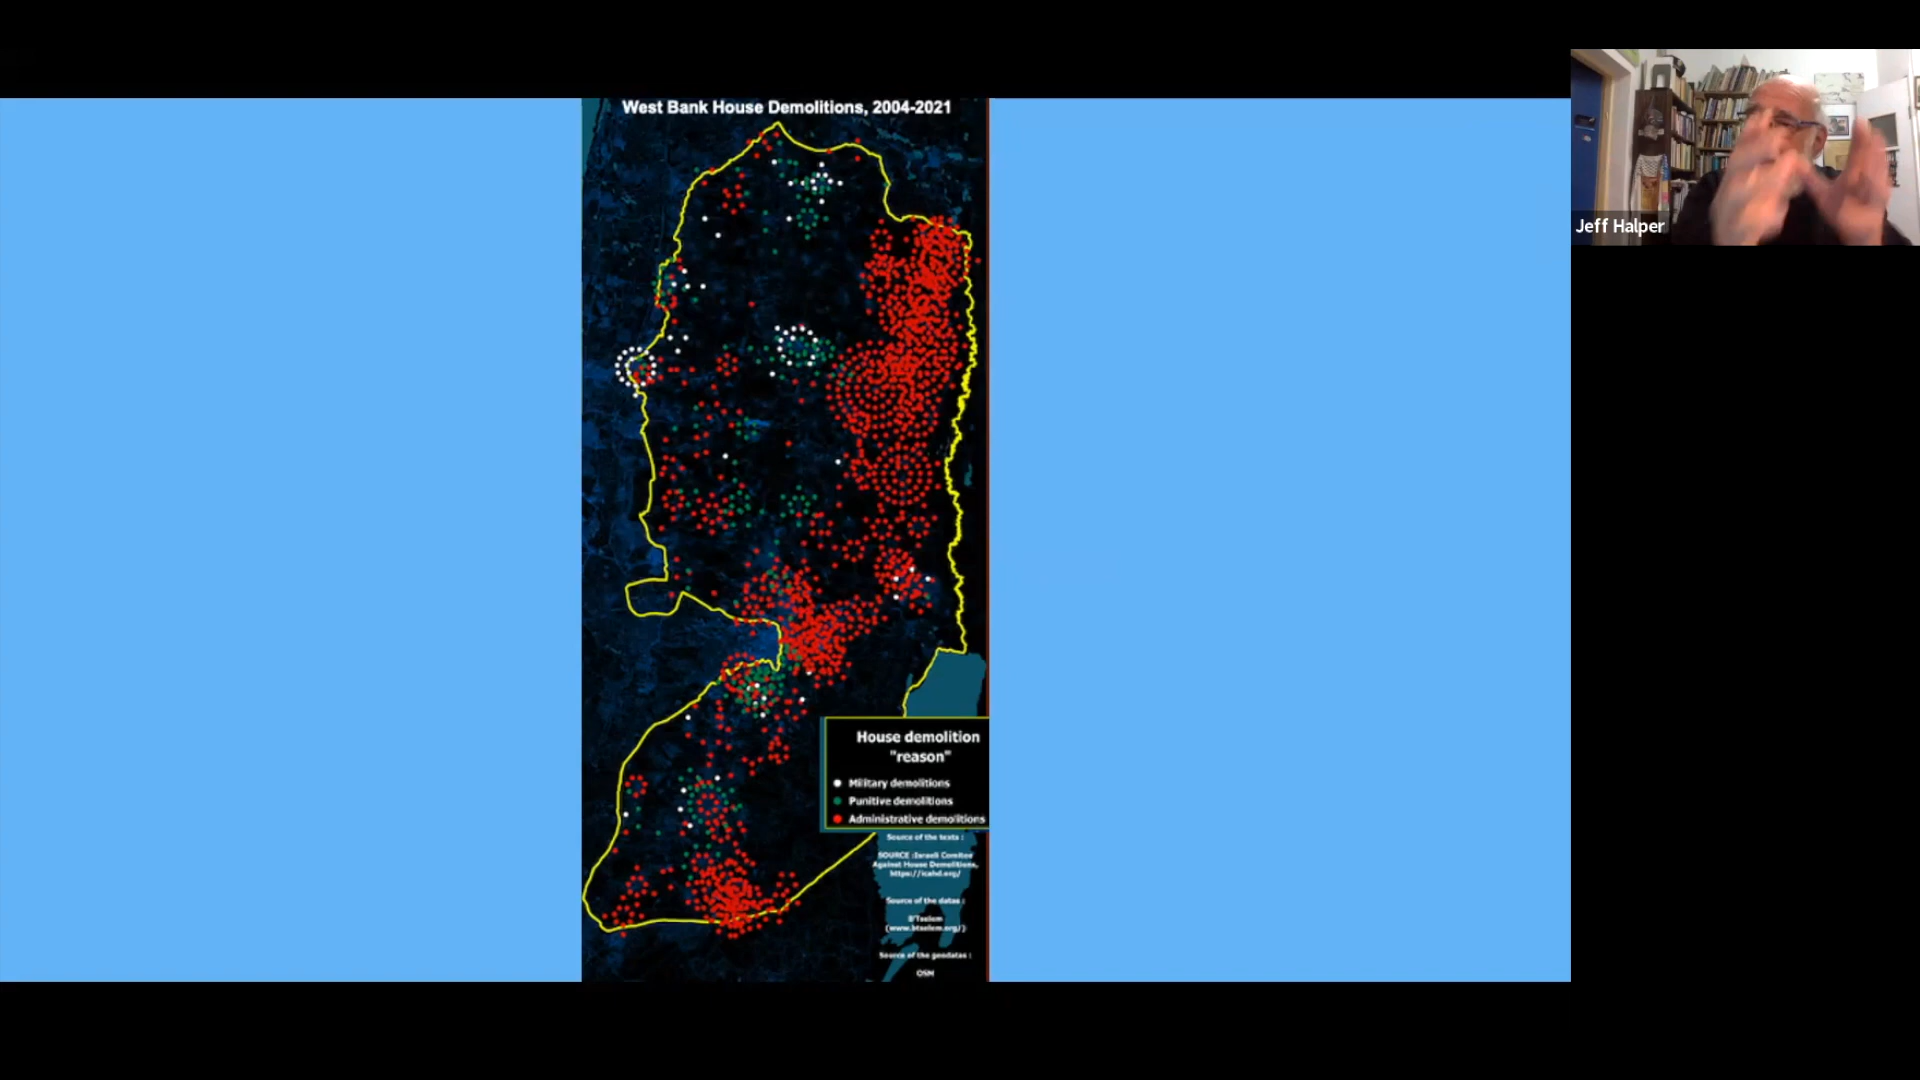 West Bank House Demolitions, 2004-2021
Jeff Halper
House demolition
"reason"
Military demolitions
Punitive demolitions
Administrative demolitions
Source of the texts :
SOURCE :Israeli Comitee
Against House Demolitions,
https://icahd.org/
Source of the datas :
B'Tselem
(www.btselem.org/)
Source of the geodatas :
OSM